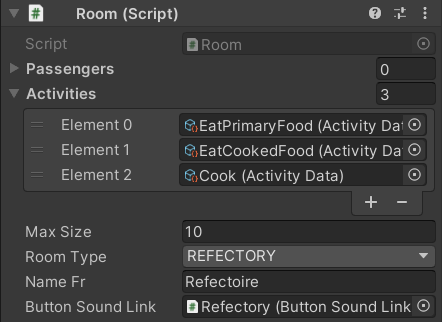 Room (Script)
Script Room
Passengers 0
Activities 3
Element 0 EatPrimaryFood (Activity Dat
Element 1 EatCookedFood (Activity Dat
Element 2 Cook (Activity Data)
Max Size 10
Room Type REFECTORY
Name Fr Refectoire
Button Sound Link Refectory (Button Sound Link